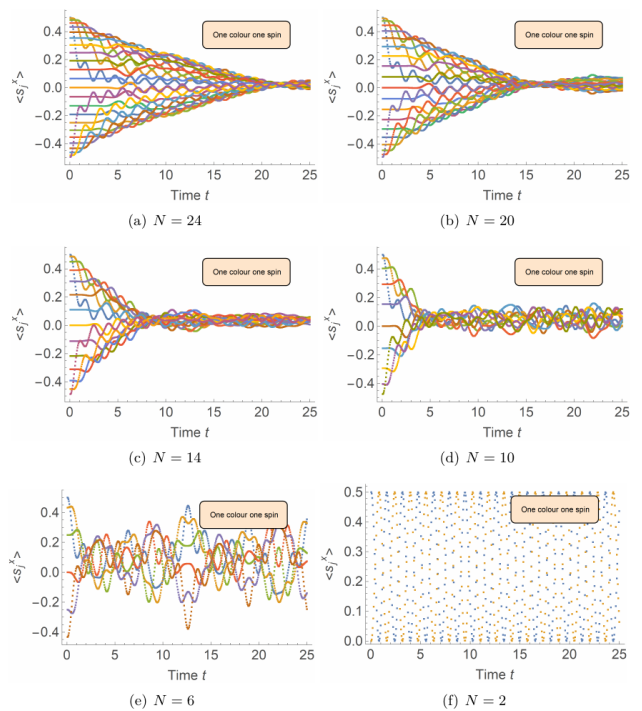 One colour one spin
<s_j^x>
0.4
0.2
0.0
−0.2
−0.4
0 5 10 15 20 25
Time t
(a) N = 24
One colour one spin
<s_j^x>
0.4
0.2
0.0
−0.2
−0.4
0 5 10 15 20 25
Time t
(b) N = 20
One colour one spin
<s_j^x>
0.4
0.2
0.0
−0.2
−0.4
0 5 10 15 20 25
Time t
(c) N = 14
One colour one spin
<s_j^x>
0.4
0.2
0.0
−0.2
−0.4
0 5 10 15 20 25
Time t
(d) N = 10
One colour one spin
<s_j^x>
0.4
0.2
0.0
−0.2
−0.4
0 5 10 15 20 25
Time t
(e) N = 6
One colour one spin
<s_j^x>
0.5
0.4
0.3
0.2
0.1
0.0
0 5 10 15 20 25
Time t
(f) N = 2